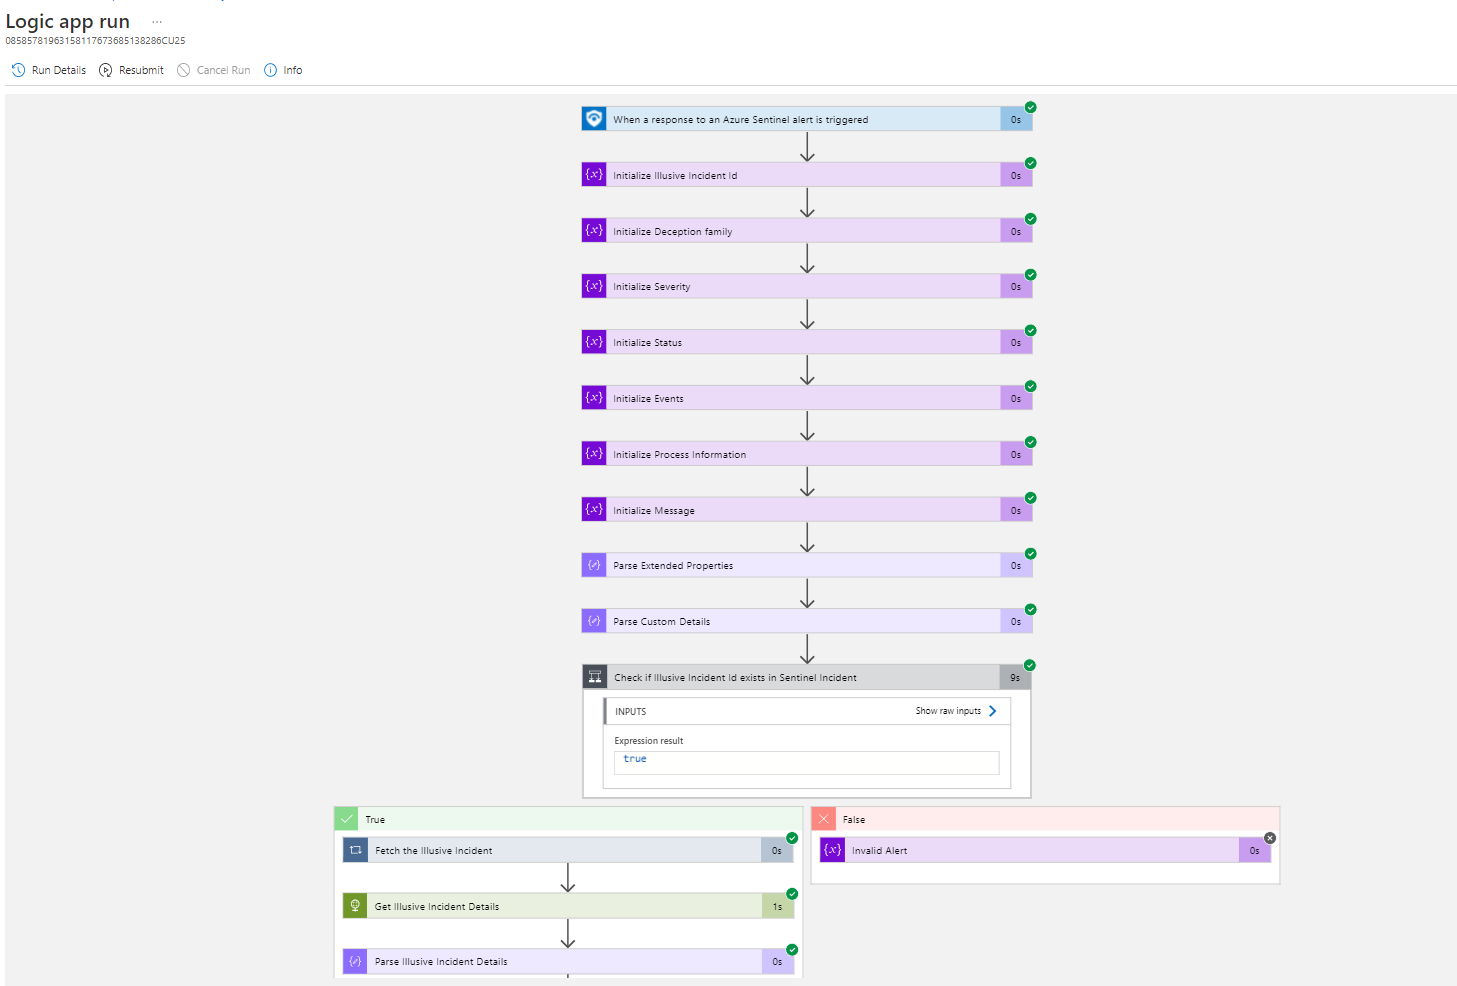 Logic app run ...
08585781963158117673685138286CU25
Run Details Resubmit Cancel Run Info
When a response to an Azure Sentinel alert is triggered 0s
{x} Initialize Illusive Incident Id 0s
{x} Initialize Deception family 0s
{x} Initialize Severity 0s
{x} Initialize Status 0s
{x} Initialize Events 0s
{x} Initialize Process Information 0s
{x} Initialize Message 0s
Parse Extended Properties 0s
Parse Custom Details 0s
Check if Illusive Incident Id exists in Sentinel Incident 9s
INPUTS Show raw inputs
Expression result
true
True
Fetch the Illusive Incident 0s
Get Illusive Incident Details 1s
Parse Illusive Incident Details 0s
False
{x} Invalid Alert 0s